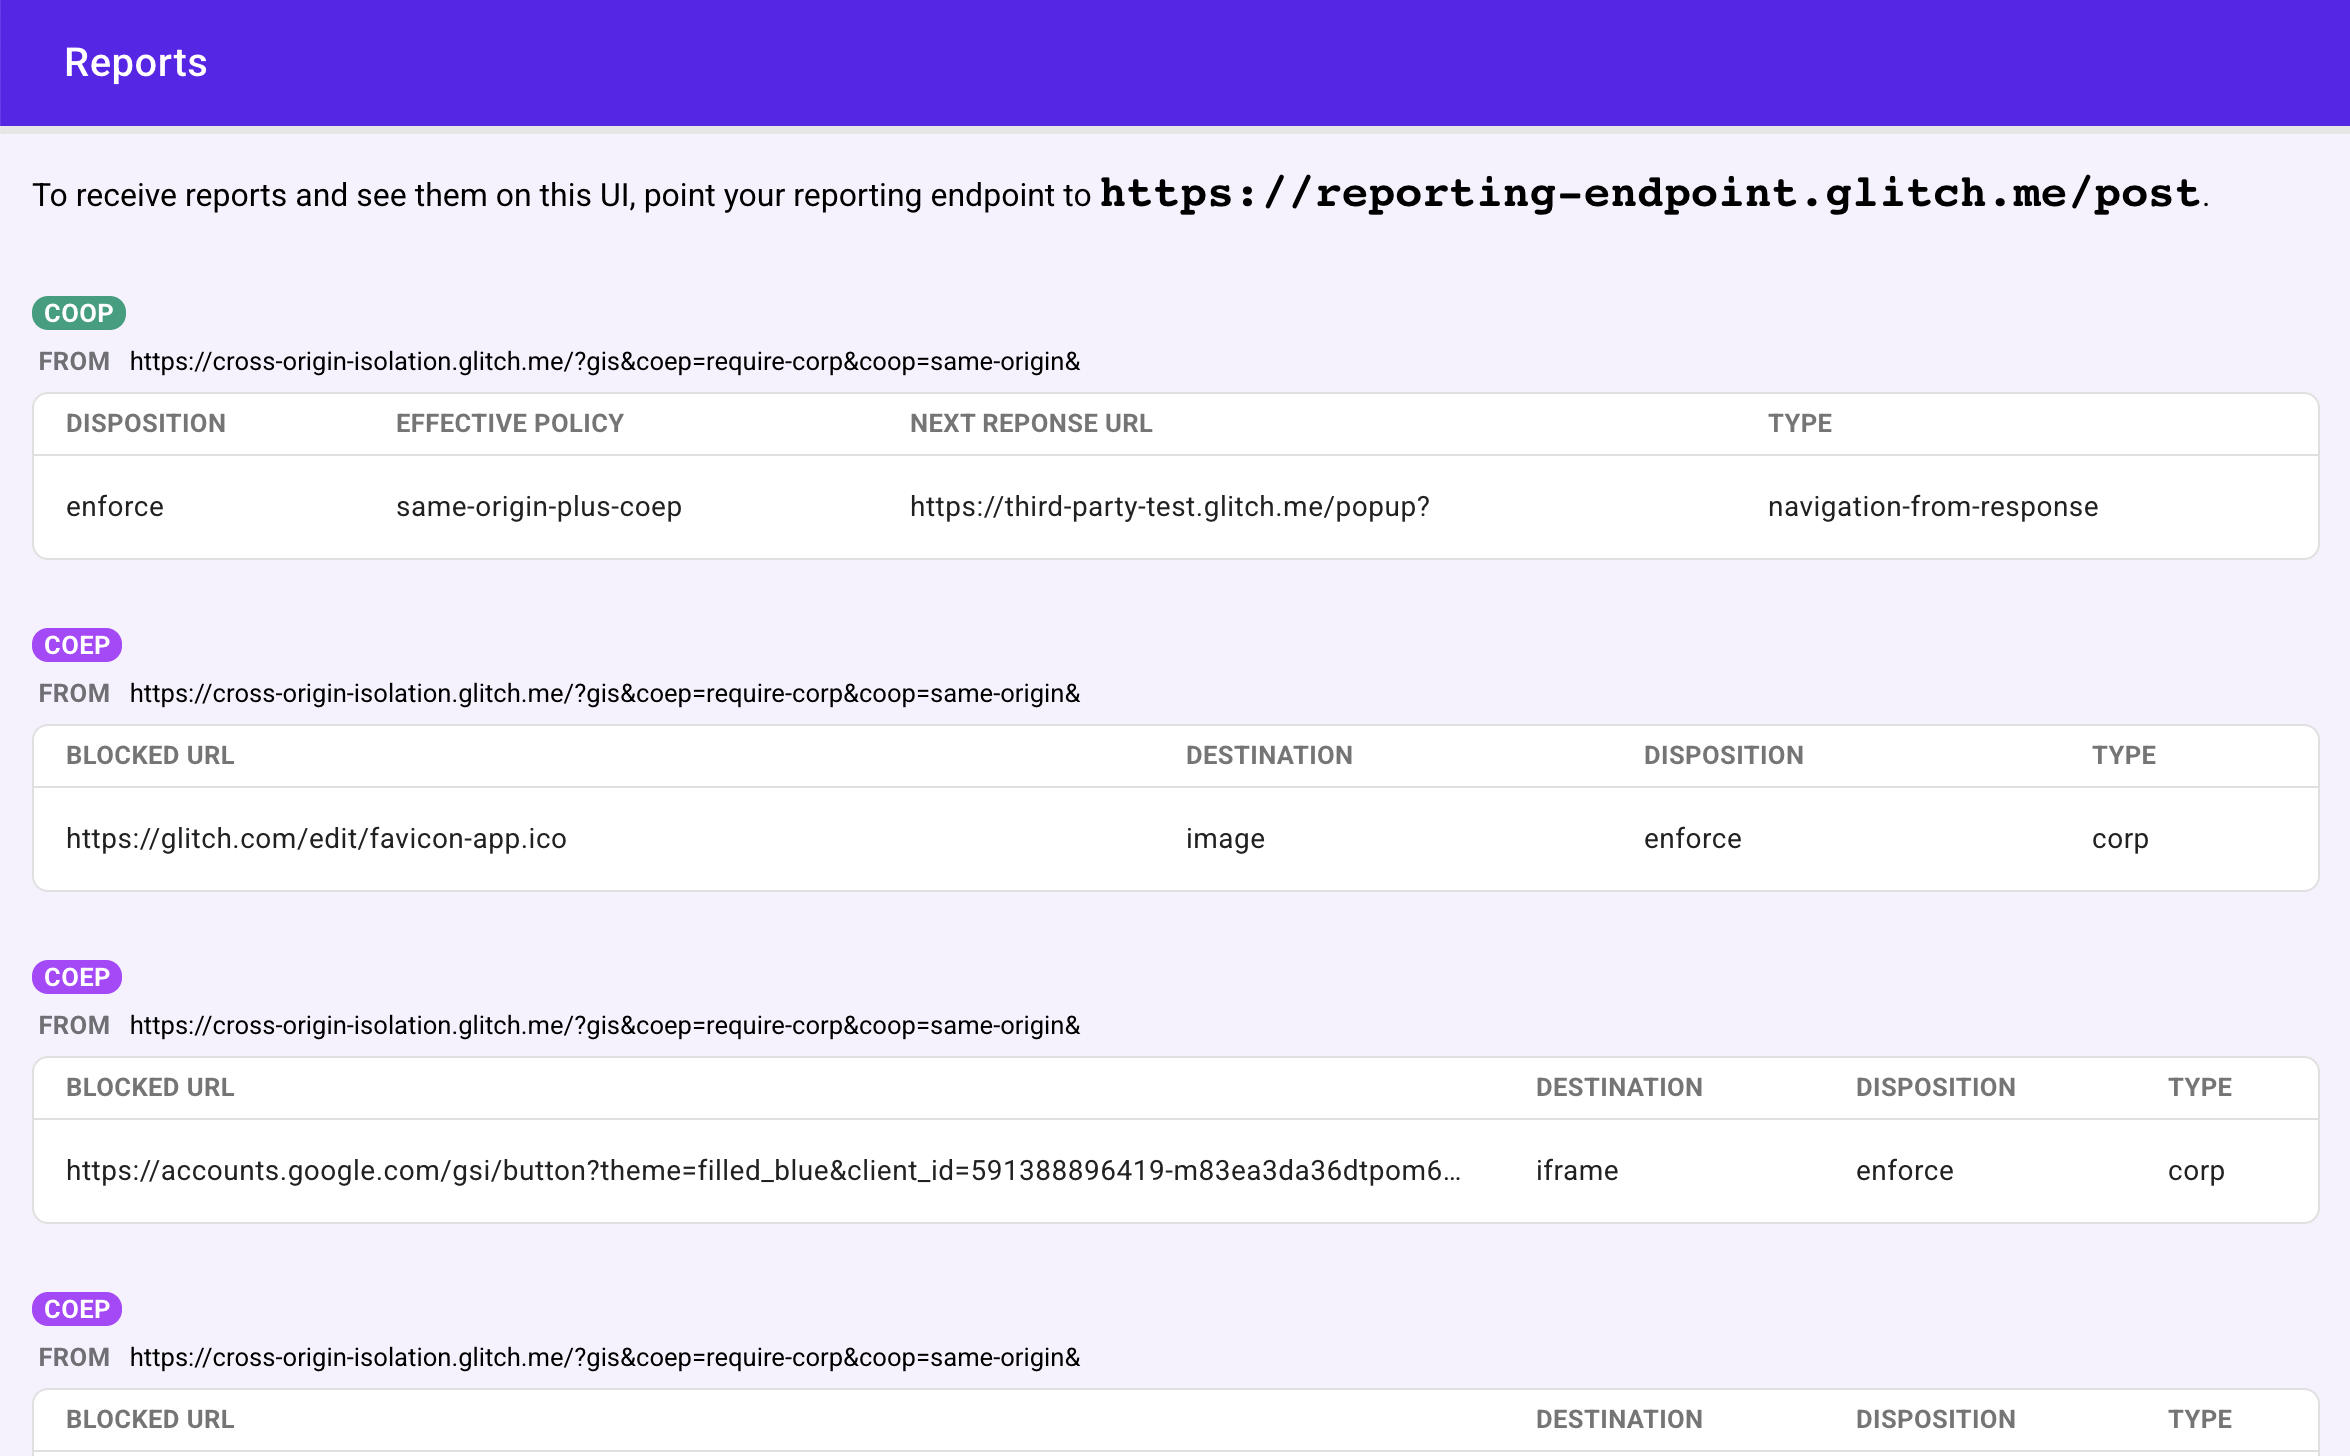 Reports
To receive reports and see them on this UI, point your reporting endpoint to https://reporting-endpoint.glitch.me/post.
COOP
FROM https://cross-origin-isolation.glitch.me/?gis&coep=require-corp&coop=same-origin&
DISPOSITION EFFECTIVE POLICY NEXT REPONSE URL TYPE
enforce same-origin-plus-coep https://third-party-test.glitch.me/popup? navigation-from-response
COEP
FROM https://cross-origin-isolation.glitch.me/?gis&coep=require-corp&coop=same-origin&
BLOCKED URL DESTINATION DISPOSITION TYPE
https://glitch.com/edit/favicon-app.ico image enforce corp
COEP
FROM https://cross-origin-isolation.glitch.me/?gis&coep=require-corp&coop=same-origin&
BLOCKED URL DESTINATION DISPOSITION TYPE
https://accounts.google.com/gsi/button?theme=filled_blue&client_id=591388896419-m83ea3da36dtpom6… iframe enforce corp
COEP
FROM https://cross-origin-isolation.glitch.me/?gis&coep=require-corp&coop=same-origin&
BLOCKED URL DESTINATION DISPOSITION TYPE